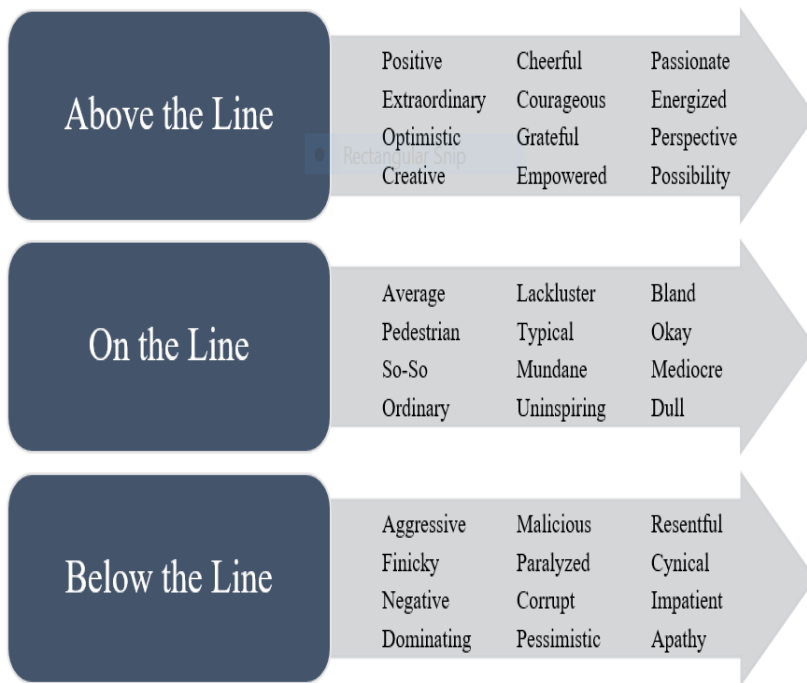 Above the Line
Positive Cheerful Passionate
Extraordinary Courageous Energized
Optimistic Grateful Perspective
Rectangular Snip
Creative Empowered Possibility
On the Line
Average Lackluster Bland
Pedestrian Typical Okay
So-So Mundane Mediocre
Ordinary Uninspiring Dull
Below the Line
Aggressive Malicious Resentful
Finicky Paralyzed Cynical
Negative Corrupt Impatient
Dominating Pessimistic Apathy